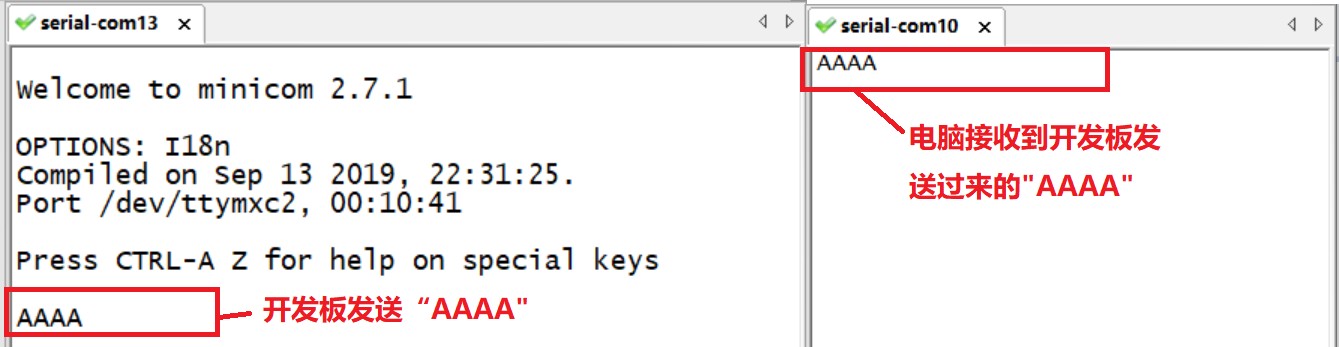 serial-com13
Welcome to minicom 2.7.1
OPTIONS: I18n
Compiled on Sep 13 2019, 22:31:25.
Port /dev/ttymxc2, 00:10:41
Press CTRL-A Z for help on special keys
AAAA
开发板发送“AAAA"
serial-com10
AAAA
电脑接收到开发板发
送过来的"AAAA"